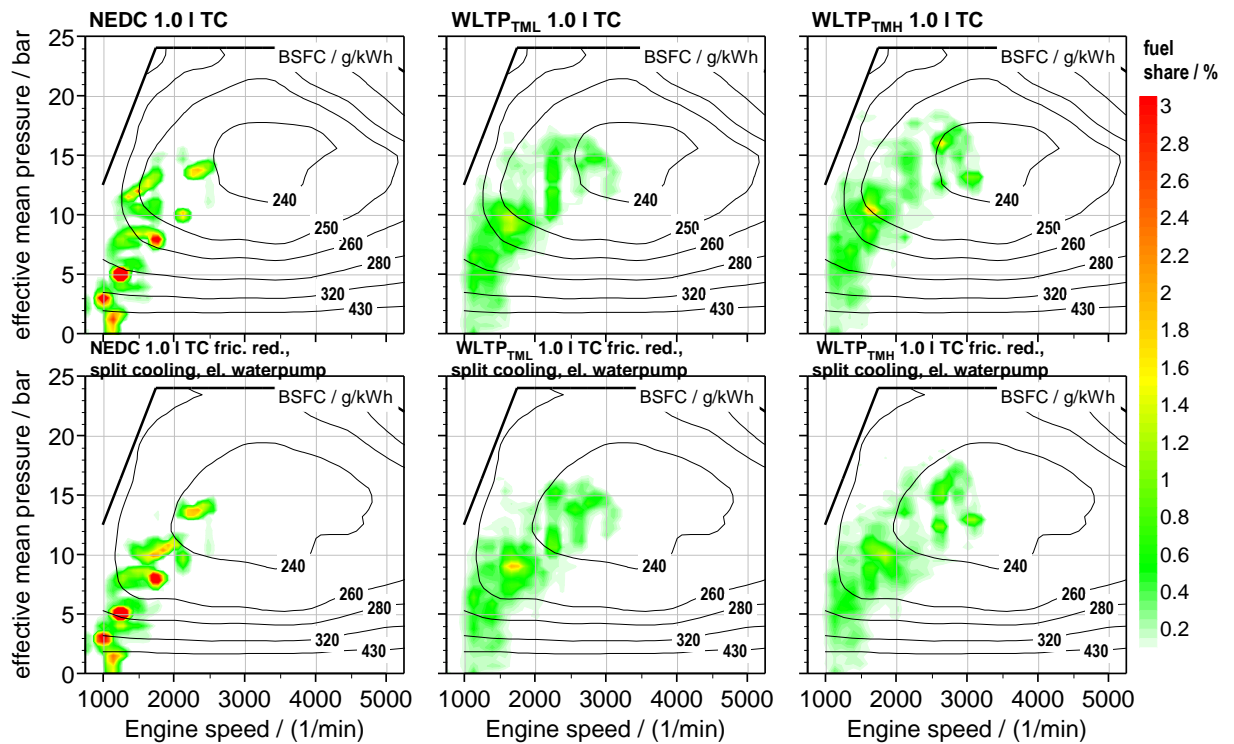 NEDC 1.0 l TC
WLTPTML 1.0 l TC
WLTPTMH 1.0 l TC
fuel
share / %
effective mean pressure / bar
25
20
15
10
5
0
BSFC / g/kWh
240
250
260
280
320
430
BSFC / g/kWh
240
250
260
280
320
430
BSFC / g/kWh
240
250
260
280
320
430
3
2.8
2.6
2.4
2.2
2
1.8
1.6
1.4
1.2
1
0.8
0.6
0.4
0.2
NEDC 1.0 l TC fric. red.,
split cooling, el. waterpump
WLTPTML 1.0 l TC fric. red.,
split cooling, el. waterpump
WLTPTMH 1.0 l TC fric. red.,
split cooling, el. waterpump
effective mean pressure / bar
25
20
15
10
5
0
BSFC / g/kWh
240
260
280
320
430
BSFC / g/kWh
240
260
280
320
430
BSFC / g/kWh
240
260
280
320
430
1000 2000 3000 4000 5000
1000 2000 3000 4000 5000
1000 2000 3000 4000 5000
Engine speed / (1/min)
Engine speed / (1/min)
Engine speed / (1/min)